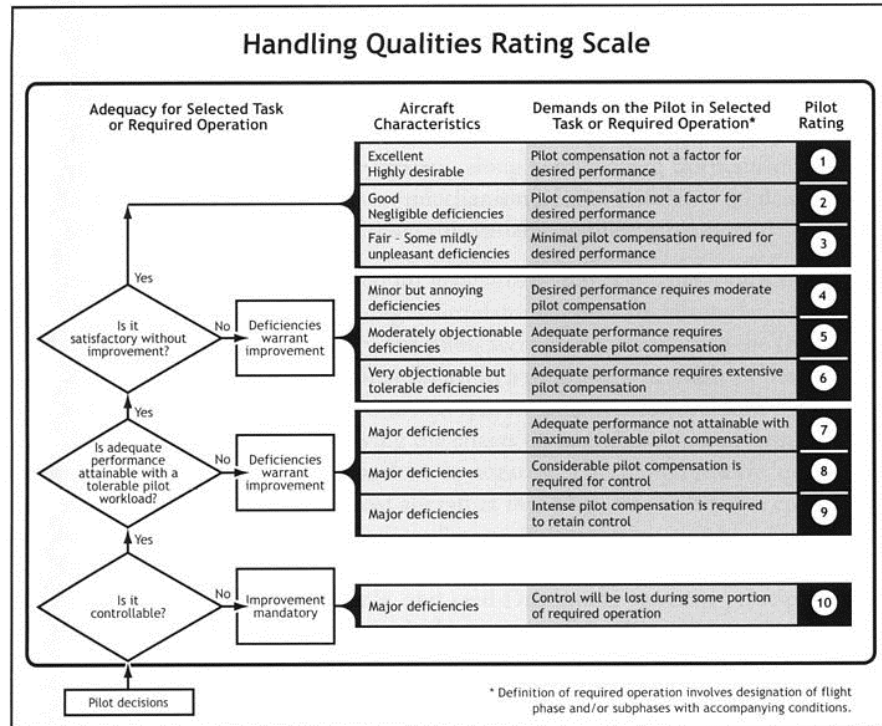 Handling Qualities Rating Scale
Adequacy for Selected Task
or Required Operation
Aircraft
Characteristics
Demands on the Pilot in Selected
Task or Required Operation*
Pilot
Rating
Excellent
Highly desirable
Pilot compensation not a factor for
desired performance
1
Good
Negligible deficiencies
Pilot compensation not a factor for
desired performance
2
Fair – Some mildly
unpleasant deficiencies
Minimal pilot compensation required for
desired performance
3
Yes
Is it
satisfactory without
improvement?
No
Deficiencies
warrant
improvement
Minor but annoying
deficiencies
Desired performance requires moderate
pilot compensation
4
Moderately objectionable
deficiencies
Adequate performance requires
considerable pilot compensation
5
Very objectionable but
tolerable deficiencies
Adequate performance requires extensive
pilot compensation
6
Yes
Is adequate
performance
attainable with a
tolerable pilot
workload?
No
Deficiencies
warrant
improvement
Major deficiencies
Adequate performance not attainable with
maximum tolerable pilot compensation
7
Major deficiencies
Considerable pilot compensation is
required for control
8
Major deficiencies
Intense pilot compensation is required
to retain control
9
Yes
Is it
controllable?
No
Improvement
mandatory
Major deficiencies
Control will be lost during some portion
of required operation
10
Pilot decisions
* Definition of required operation involves designation of flight
phase and/or subphases with accompanying conditions.